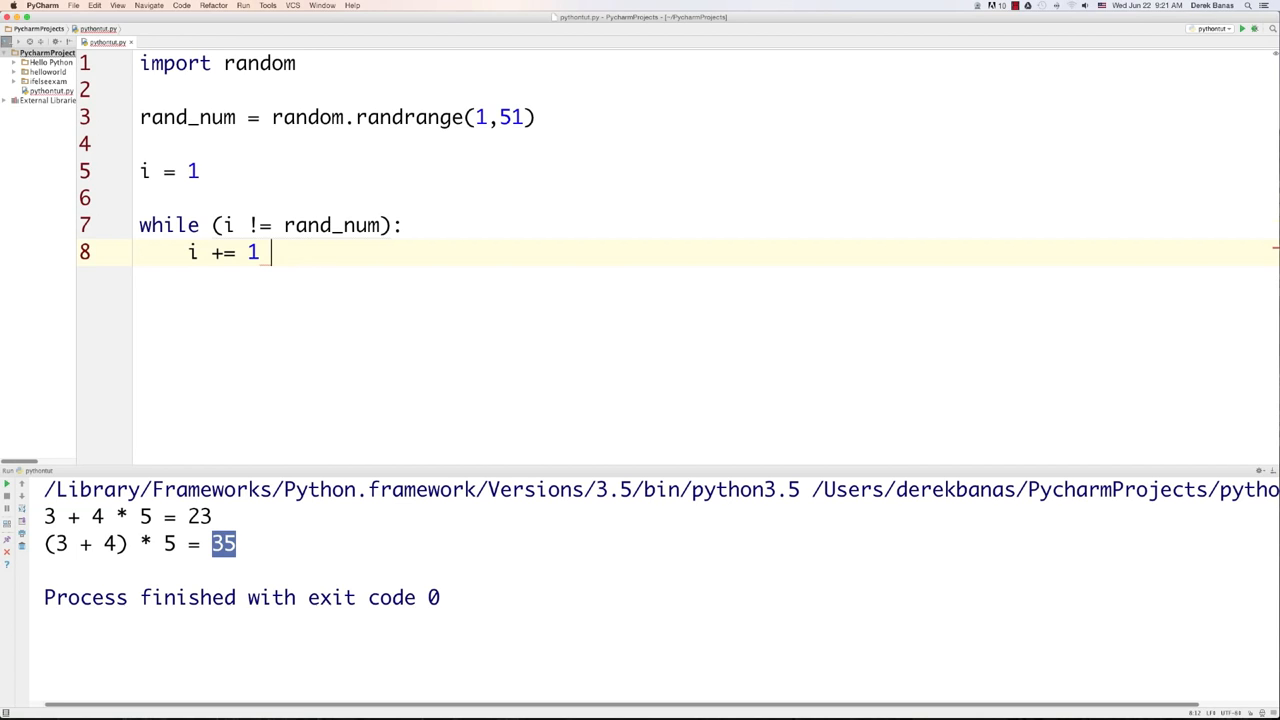 PyCharm File Edit View Navigate Code Refactor Run Tools VCS Window Help 10 Wed Jun 22 9:21 AM Derek Banas
pythontut.py - PycharmProjects - [~/PycharmProjects]
PycharmProjects pythontut.py pythontut
pythontut.py ×
PycharmProject
Hello Python
helloworld
ifelseexam
pythontut.py
External Librarie
1 import random
2
3 rand_num = random.randrange(1,51)
4
5 i = 1
6
7 while (i != rand_num):
8 i += 1
Run pythontut
/Library/Frameworks/Python.framework/Versions/3.5/bin/python3.5 /Users/derekbanas/PycharmProjects/pytho
3 + 4 * 5 = 23
(3 + 4) * 5 = 35
Process finished with exit code 0
8:12 LF÷ UTF-8÷